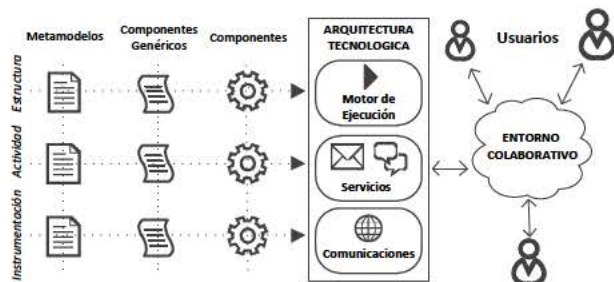 Metamodelos
Componentes
Genéricos
Componentes
ARQUITECTURA
TECNOLOGICA
Usuarios
Estructura
Actividad
Instrumentación
Motor de
Ejecución
Servicios
Comunicaciones
ENTORNO
COLABORATIVO